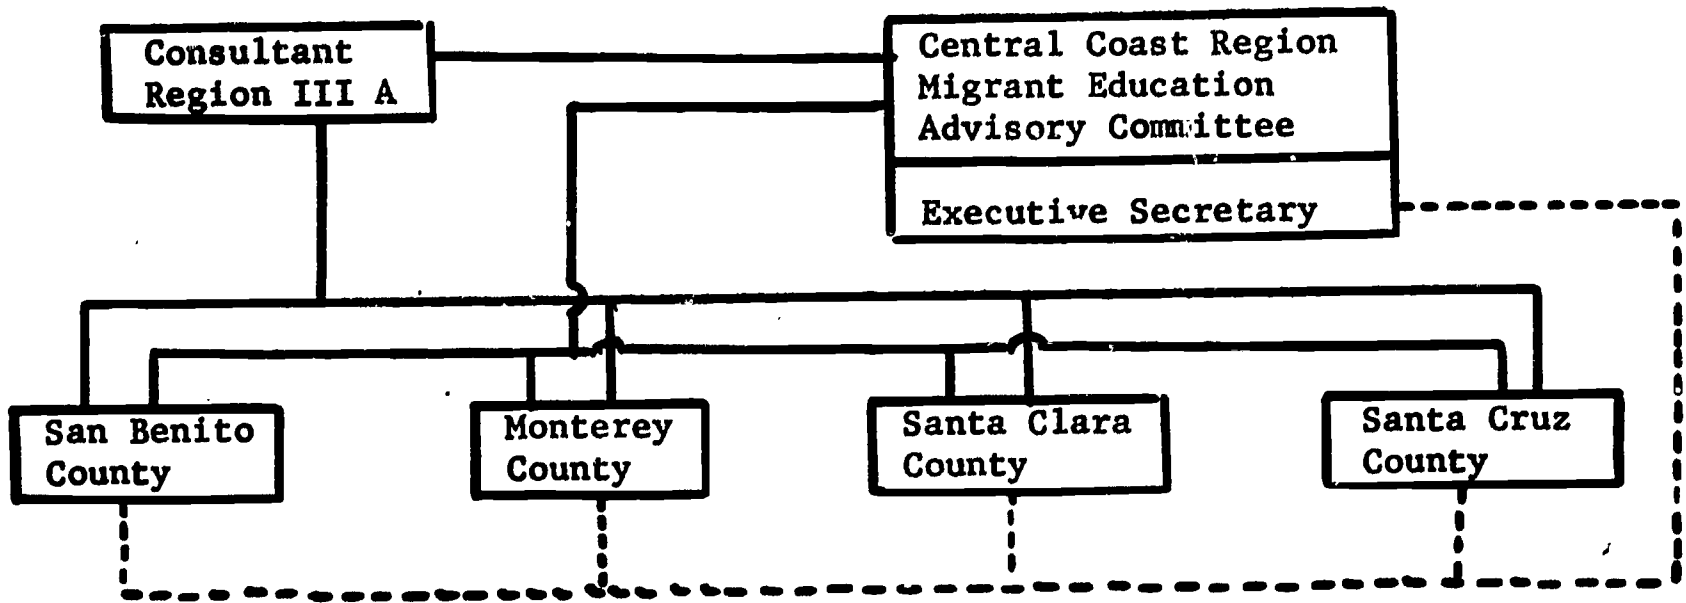 Consultant
Region III A
Central Coast Region
Migrant Education
Advisory Committee
Executive Secretary
San Benito
County
Monterey
County
Santa Clara
County
Santa Cruz
County